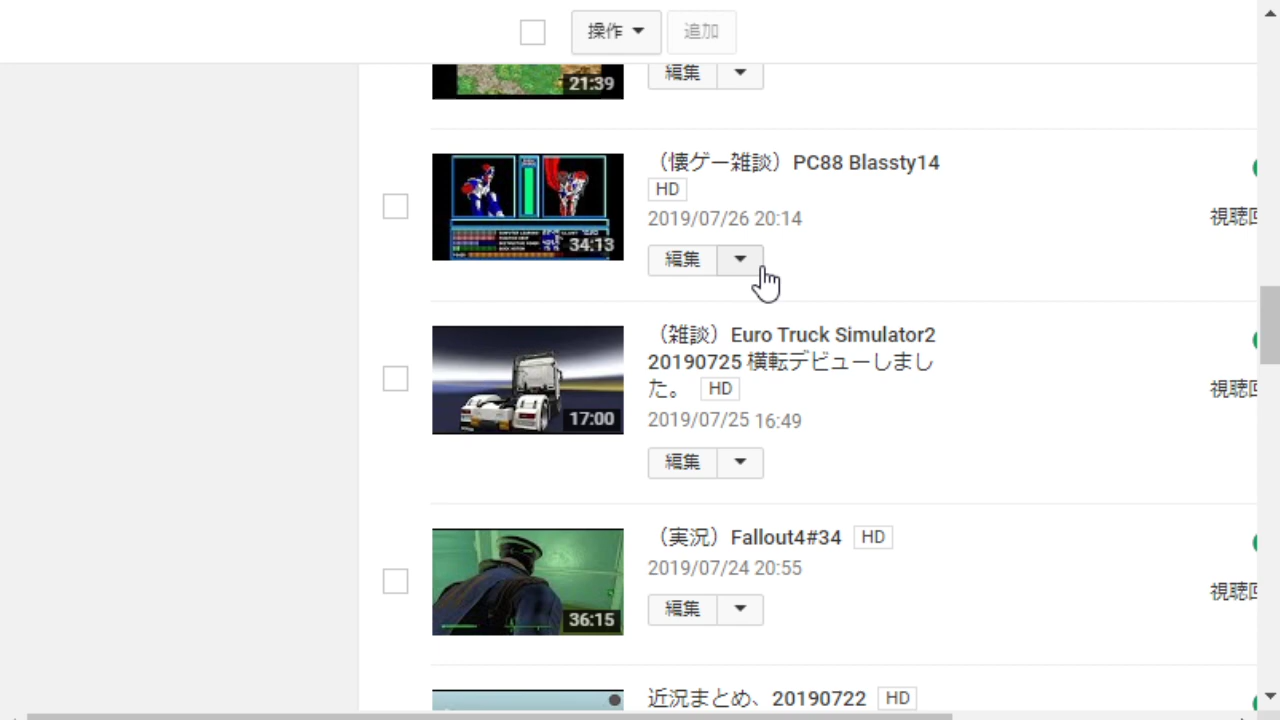 操作
追加
21:39
編集
（懐ゲー雑談）PC88 Blassty14
HD
34:13
2019/07/26 20:14
視聴回
編集
（雑談）Euro Truck Simulator2
20190725 横転デビューしまし
た。 HD
17:00
2019/07/25 16:49
視聴回
編集
（実況）Fallout4#34 HD
36:15
2019/07/24 20:55
視聴回
編集
近況まとめ、20190722 HD